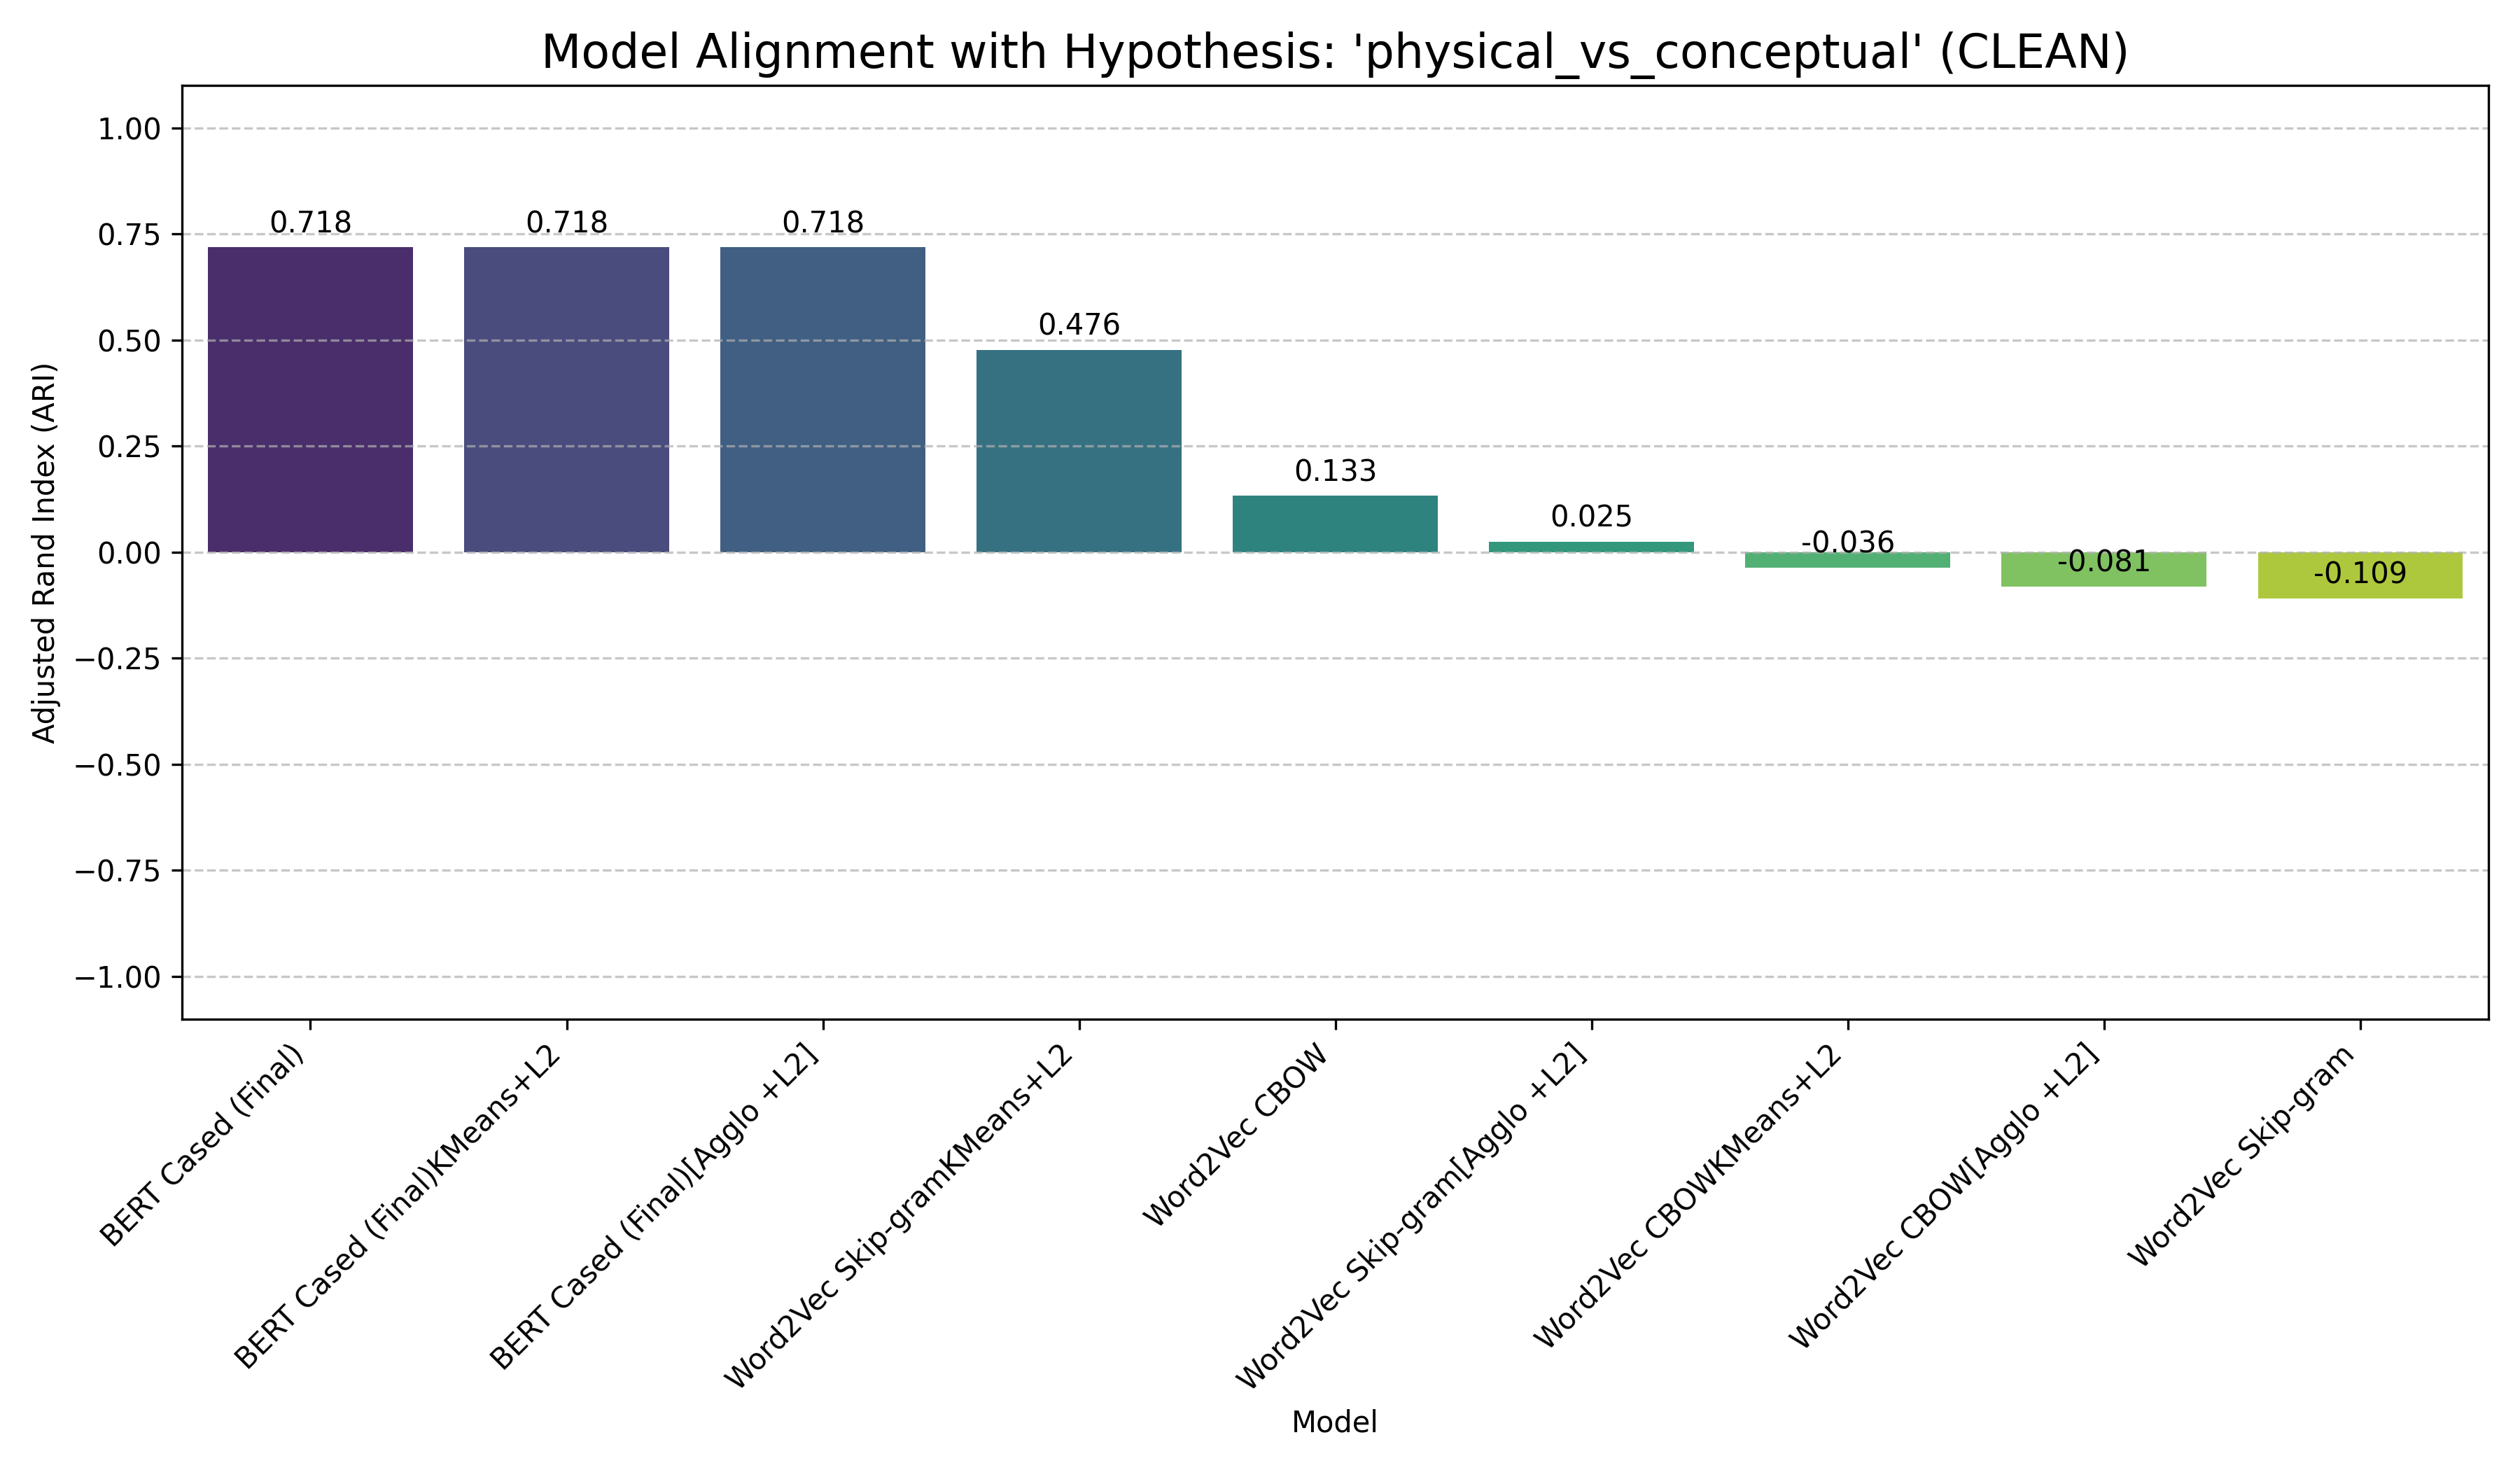 Model Alignment with Hypothesis: 'physical_vs_conceptual' (CLEAN)
Adjusted Rand Index (ARI)
1.00
0.75
0.50
0.25
0.00
−0.25
−0.50
−0.75
−1.00
0.718
0.718
0.718
0.476
0.133
0.025
-0.036
-0.081
-0.109
BERT Cased (Final)
BERT Cased (Final)KMeans+L2
BERT Cased (Final)[Agglo +L2]
Word2Vec Skip-gramKMeans+L2
Word2Vec CBOW
Word2Vec Skip-gram[Agglo +L2]
Word2Vec CBOWKMeans+L2
Word2Vec CBOW[Agglo +L2]
Word2Vec Skip-gram
Model